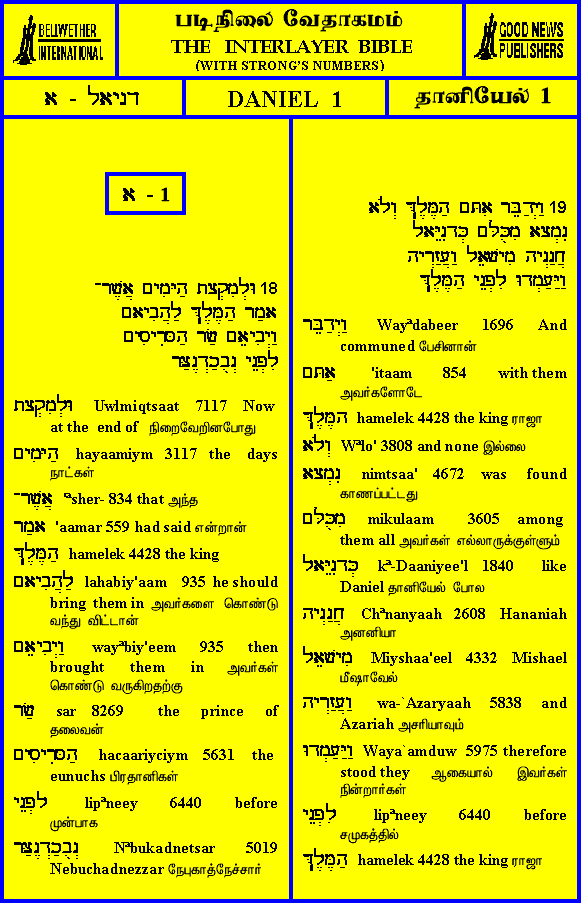 BELLWETHER
INTERNATIONAL
படிநிலை வேதாகமம்
THE INTERLAYER BIBLE
(WITH STRONG'S NUMBERS)
GOOD NEWS
PUBLISHERS
דניאל - א
DANIEL 1
தானியேல் 1
א - 1
18 וּלְמִקְצָת הַיָּמִים אֲשֶׁר־
אָמַר הַמֶּלֶךְ לַהֲבִיאָם
וַיְבִיאֵם שַׂר הַסָּרִיסִים
לִפְנֵי נְבֻכַדְנֶצַּר
וּלְמִקְצָת Uwlmiqtsaat 7117 Now
at the end of நிறைவேறினபோது
הַיָּמִים hayaamiym 3117 the days
நாட்கள்
אֲשֶׁר־ ªsher- 834 that அந்த
אָמַר 'aamar 559 had said என்றான்
הַמֶּלֶךְ hamelek 4428 the king
לַהֲבִיאָם lahabiy'aam 935 he should
bring them in அவர்களை கொண்டு
வந்து விட்டான்
וַיְבִיאֵם wayªbiy'eem 935 then
brought them in அவர்கள்
கொண்டு வருகிறதற்கு
שַׂר sar 8269 the prince of
தலைவன்
הַסָּרִיסִים hacaariyciym 5631 the
eunuchs பிரதானிகள்
לִפְנֵי lipªneey 6440 before
முன்பாக
נְבֻכַדְנֶצַּר Nªbukadnetsar 5019
Nebuchadnezzar நேபுகாத்நேச்சார்
19 וַיְדַבֵּר אִתָּם הַמֶּלֶךְ וְלֹא
נִמְצָא מִכֻּלָּם כְּדָנִיֵּאל
חֲנַנְיָה מִישָׁאֵל וַעֲזַרְיָה
וַיַּעַמְדוּ לִפְנֵי הַמֶּלֶךְ
וַיְדַבֵּר Wayªdabeer 1696 And
communed பேசினான்
אִתָּם 'itaam 854 with them
அவர்களோடே
הַמֶּלֶךְ hamelek 4428 the king ராஜா
וְלֹא Wªlo' 3808 and none இல்லை
נִמְצָא nimtsaa' 4672 was found
காணப்பட்டது
מִכֻּלָּם mikulaam 3605 among
them all அவர்கள் எல்லாருக்குள்ளும்
כְּדָנִיֵּאל kª-Daaniyee'l 1840 like
Daniel தானியேல் போல
חֲנַנְיָה Chªnanyaah 2608 Hananiah
அனனியா
מִישָׁאֵל Miyshaa'eel 4332 Mishael
மீஷாவேல்
וַעֲזַרְיָה wa-`Azaryaah 5838 and
Azariah அசரியாவும்
וַיַּעַמְדוּ Waya`amduw 5975 therefore
stood they ஆகையால் இவர்கள்
நின்றார்கள்
לִפְנֵי lipªneey 6440 before
சமுகத்தில்
הַמֶּלֶךְ hamelek 4428 the king ராஜா